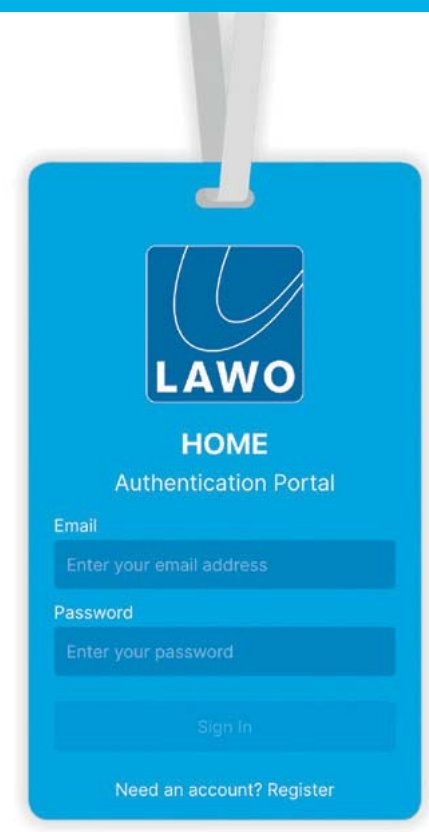 LAWO
HOME
Authentication Portal
Email
Enter your email address
Password
Enter your password
Sign In
Need an account? Register